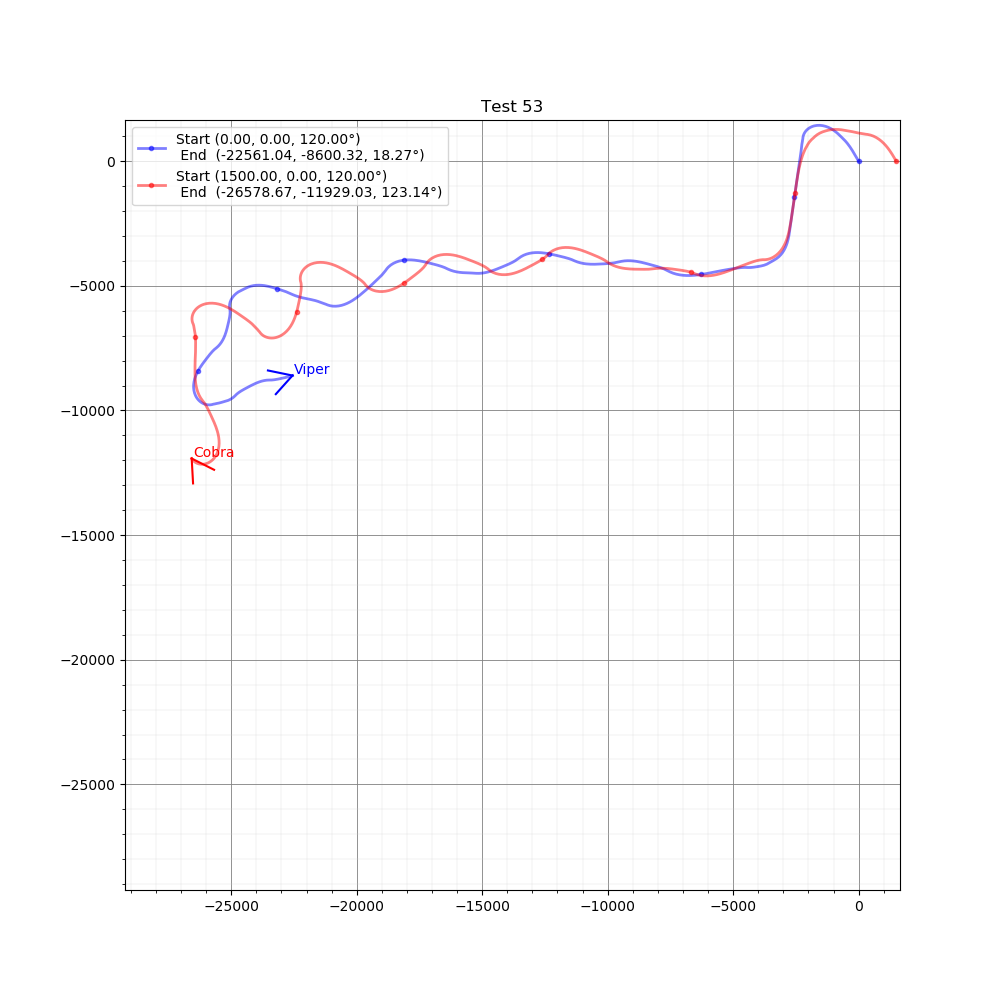 Test 53
Start (0.00, 0.00, 120.00°)
End  (-22561.04, -8600.32, 18.27°)
Start (1500.00, 0.00, 120.00°)
End  (-26578.67, -11929.03, 123.14°)
0
−5000
−10000
−15000
−20000
−25000
Viper
Cobra
−25000 −20000 −15000 −10000 −5000 0